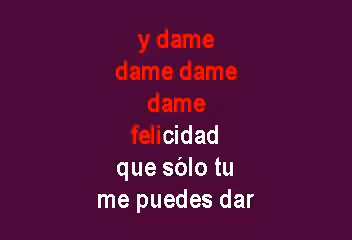 y dame
dame dame
dame
felicidad
que sólo tu
me puedes dar